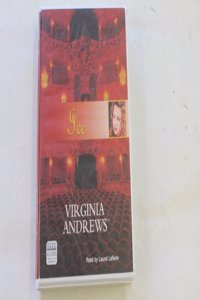 Ice
VIRGINIA
ANDREWS
Read by Laurel Lefkow